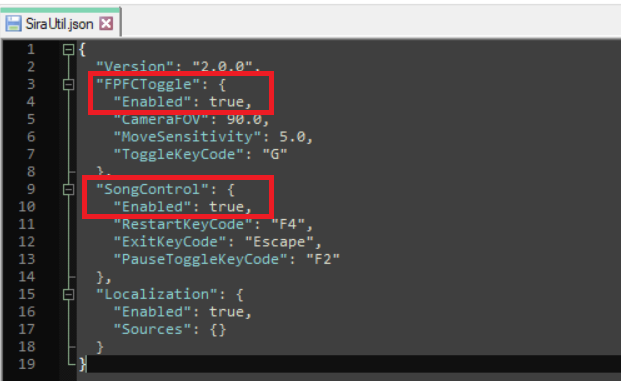 SiraUtil.json
1 {
2 "Version": "2.0.0",
3 "FPFCToggle": {
4 "Enabled": true,
5 "CameraFOV": 90.0,
6 "MoveSensitivity": 5.0,
7 "ToggleKeyCode": "G"
8 },
9 "SongControl": {
10 "Enabled": true,
11 "RestartKeyCode": "F4",
12 "ExitKeyCode": "Escape",
13 "PauseToggleKeyCode": "F2"
14 },
15 "Localization": {
16 "Enabled": true,
17 "Sources": {}
18 }
19 }